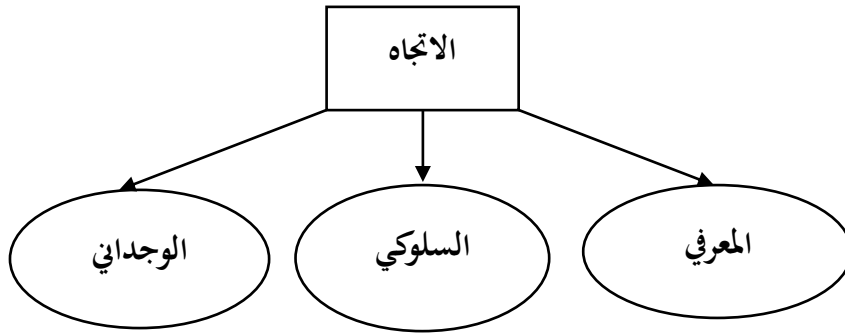 الاتجاه
المعرفي
السلوكي
الوجداني